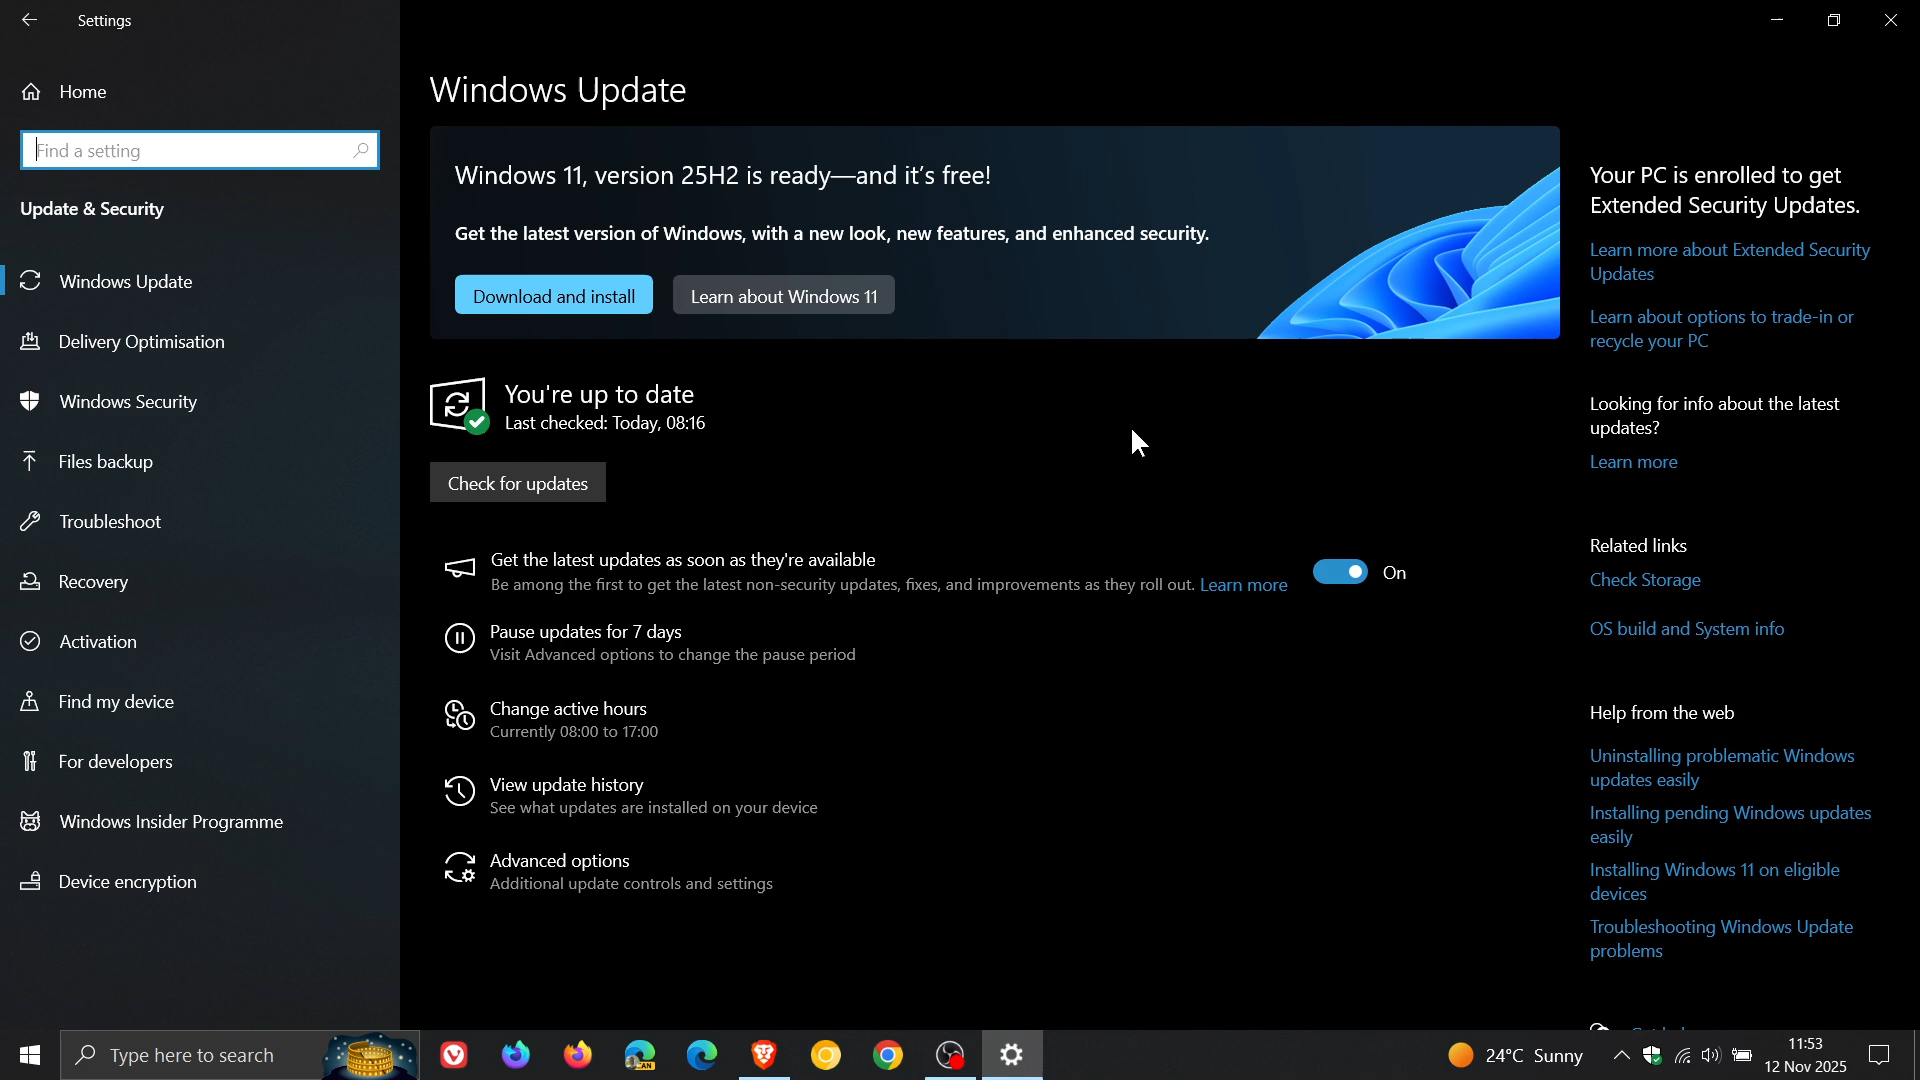 Settings
Home
Find a setting
Update & Security
Windows Update
Delivery Optimisation
Windows Security
Files backup
Troubleshoot
Recovery
Activation
Find my device
For developers
Windows Insider Programme
Device encryption
Windows Update
Windows 11, version 25H2 is ready—and it's free!
Get the latest version of Windows, with a new look, new features, and enhanced security.
Download and install
Learn about Windows 11
You're up to date
Last checked: Today, 08:16
Check for updates
Get the latest updates as soon as they're available
Be among the first to get the latest non-security updates, fixes, and improvements as they roll out. Learn more
On
Pause updates for 7 days
Visit Advanced options to change the pause period
Change active hours
Currently 08:00 to 17:00
View update history
See what updates are installed on your device
Advanced options
Additional update controls and settings
Your PC is enrolled to get
Extended Security Updates.
Learn more about Extended Security
Updates
Learn about options to trade-in or
recycle your PC
Looking for info about the latest
updates?
Learn more
Related links
Check Storage
OS build and System info
Help from the web
Uninstalling problematic Windows
updates easily
Installing pending Windows updates
easily
Installing Windows 11 on eligible
devices
Troubleshooting Windows Update
problems
Type here to search
CAN
24°C Sunny
11:53
12 Nov 2025